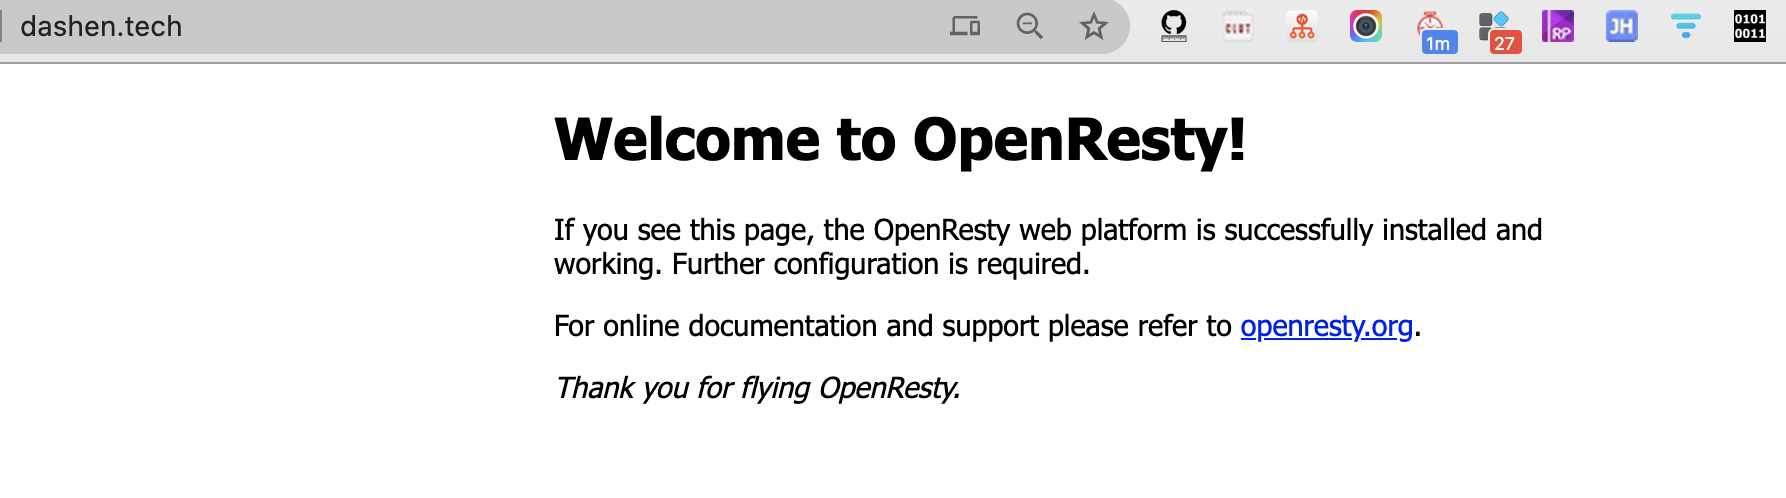 dashen.tech
CLUT
1m
27
RP
JH
0101
0011
Welcome to OpenResty!
If you see this page, the OpenResty web platform is successfully installed and
working. Further configuration is required.
For online documentation and support please refer to openresty.org.
Thank you for flying OpenResty.